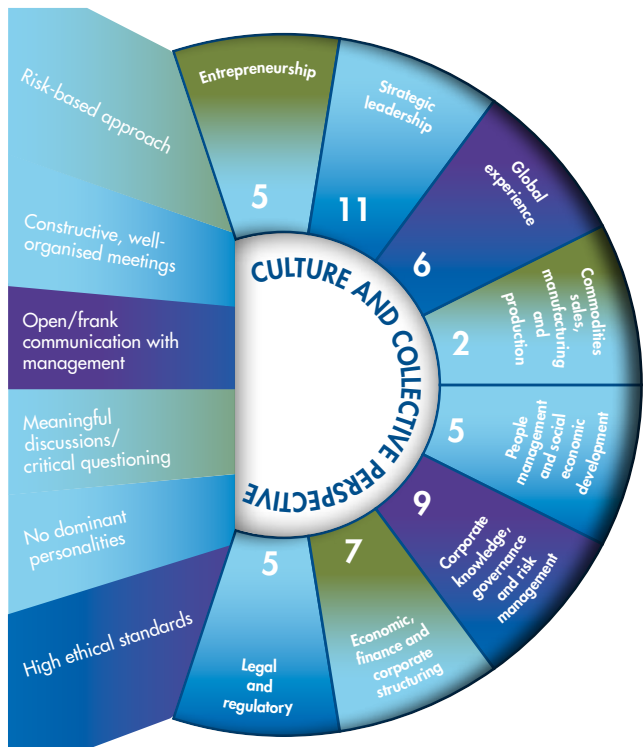 Risk-based approach
Constructive, well-
organised meetings
Open/frank
communication with
management
Meaningful
discussions/
critical questioning
No dominant
personalities
High ethical standards
CULTURE AND COLLECTIVE PERSPECTIVE
Entrepreneurship
5
Strategic
leadership
11
Global
experience
6
Commodities
sales,
manufacturing
and
production
2
People
management
and social
economic
development
5
Corporate
knowledge,
governance
and risk
management
9
Economic,
finance and
corporate
structuring
7
Legal
and
regulatory
5